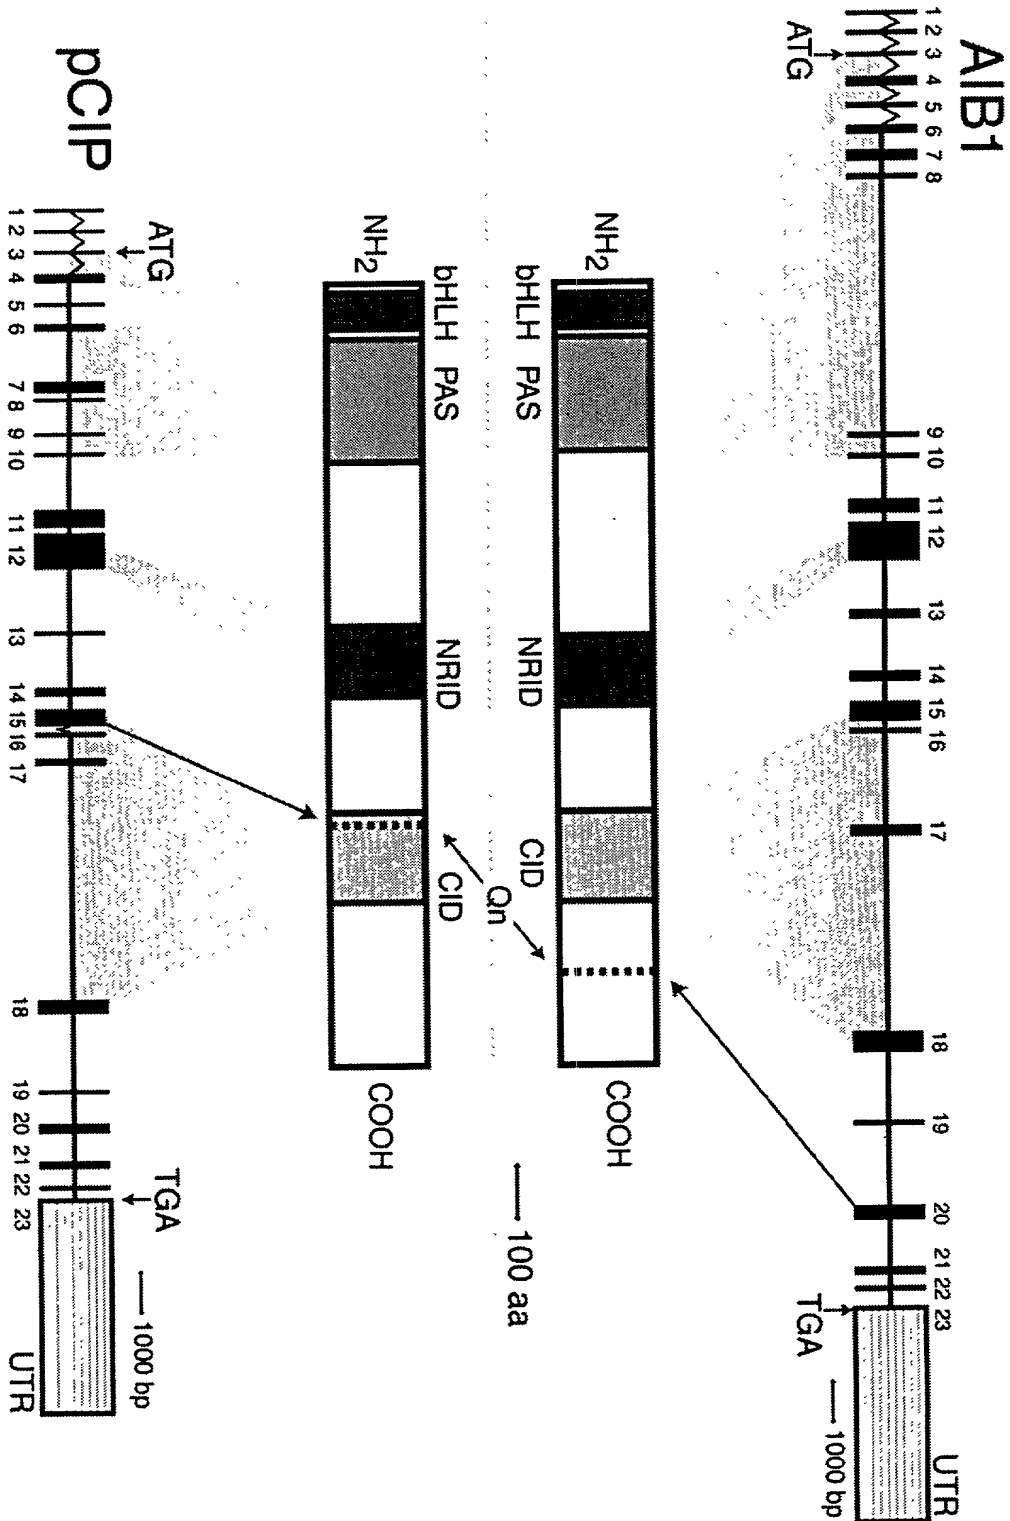 AIB1
1 2 3 4 5 6 7 8 9 10 11 12 13 14 15 16 17 18 19 20 21 22 23
ATG
TGA
UTR
1000 bp
NH2 COOH
bHLH PAS NRID CID
100 aa
Qn
bHLH PAS NRID CID
NH2 COOH
ATG
TGA
1000 bp
1 2 3 4 5 6 7 8 9 10 11 12 13 14 15 16 17 18 19 20 21 22 23
UTR
pCIP